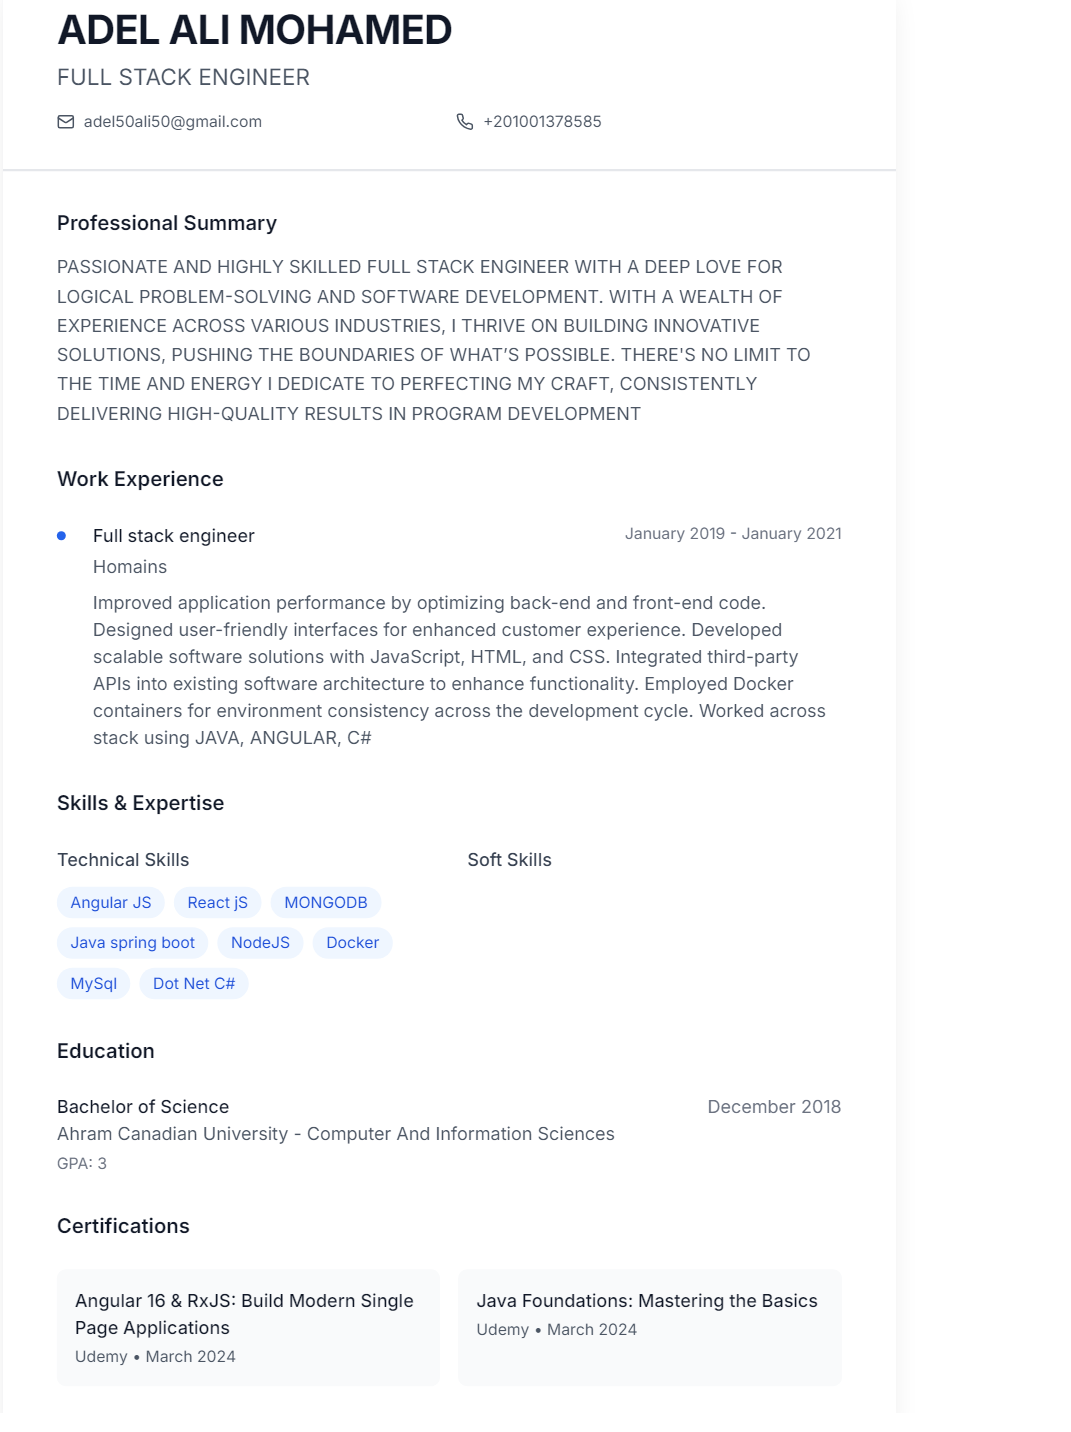 ADEL ALI MOHAMED
FULL STACK ENGINEER
adel50ali50@gmail.com
+201001378585
Professional Summary
PASSIONATE AND HIGHLY SKILLED FULL STACK ENGINEER WITH A DEEP LOVE FOR
LOGICAL PROBLEM-SOLVING AND SOFTWARE DEVELOPMENT. WITH A WEALTH OF
EXPERIENCE ACROSS VARIOUS INDUSTRIES, I THRIVE ON BUILDING INNOVATIVE
SOLUTIONS, PUSHING THE BOUNDARIES OF WHAT’S POSSIBLE. THERE'S NO LIMIT TO
THE TIME AND ENERGY I DEDICATE TO PERFECTING MY CRAFT, CONSISTENTLY
DELIVERING HIGH-QUALITY RESULTS IN PROGRAM DEVELOPMENT
Work Experience
Full stack engineer
January 2019 - January 2021
Homains
Improved application performance by optimizing back-end and front-end code.
Designed user-friendly interfaces for enhanced customer experience. Developed
scalable software solutions with JavaScript, HTML, and CSS. Integrated third-party
APIs into existing software architecture to enhance functionality. Employed Docker
containers for environment consistency across the development cycle. Worked across
stack using JAVA, ANGULAR, C#
Skills & Expertise
Technical Skills
Angular JS React jS MONGODB
Java spring boot NodeJS Docker
MySql Dot Net C#
Soft Skills
Education
Bachelor of Science
December 2018
Ahram Canadian University - Computer And Information Sciences
GPA: 3
Certifications
Angular 16 & RxJS: Build Modern Single
Page Applications
Udemy • March 2024
Java Foundations: Mastering the Basics
Udemy • March 2024